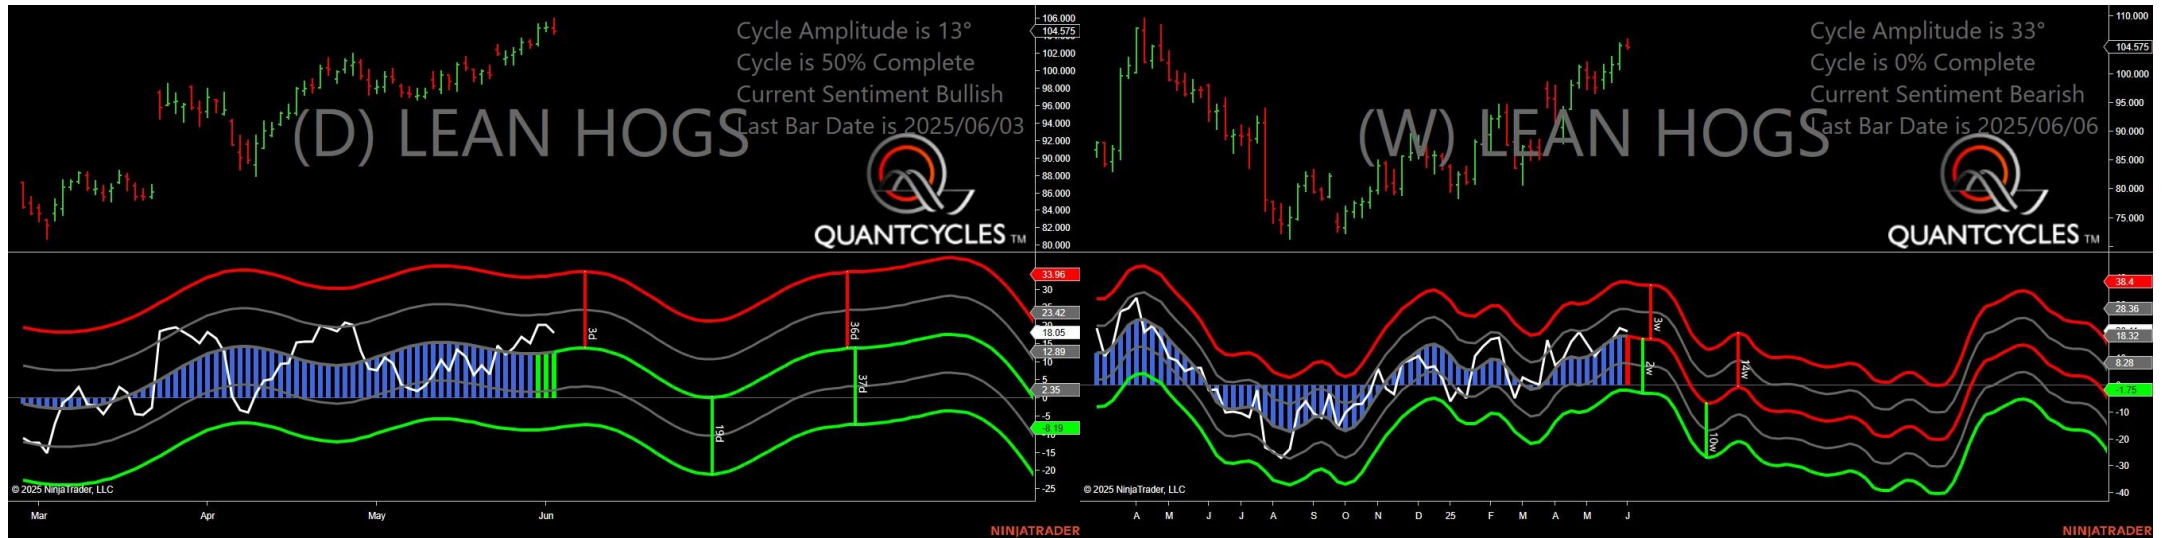 Cycle Amplitude is 13°
Cycle is 50% Complete
Current Sentiment Bullish
Last Bar Date is 2025/06/03
(D) LEAN HOGS
QUANTCYCLES TM
106.000
104.575
102.000
100.000
98.000
96.000
94.000
92.000
90.000
88.000
86.000
84.000
82.000
80.000
33.96
30
23.42
18.05
12.89
10
5
2.35
0
-5
-8.19
-15
-20
-25
3d
19d
36d
37d
© 2025 NinjaTrader, LLC
Mar Apr May Jun
NINJATRADER
Cycle Amplitude is 33°
Cycle is 0% Complete
Current Sentiment Bearish
Last Bar Date is 2025/06/06
(W) LEAN HOGS
QUANTCYCLES TM
110.000
104.575
100.000
95.000
90.000
85.000
80.000
75.000
38.4
28.36
18.32
8.28
-1.75
-10
-20
-30
-40
3w
2w
10w
14w
© 2025 NinjaTrader, LLC
A M J J A S O N D 25 F M A M J
NINJATRADER